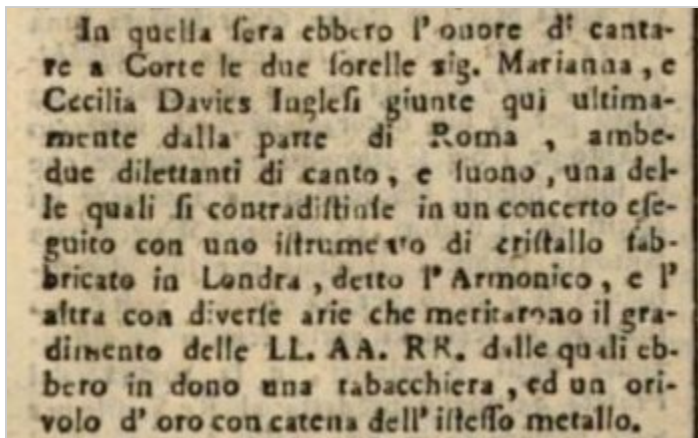 In quella ſera ebbero l'onore di canta-
re a Corte le due ſorelle sig. Marianna, e
Cecilia Davies Ingleſi giunte qui ultima-
mente dalla parte di Roma, ambe-
due dilettanti di canto, e ſuono, una del-
le quali ſi contradiſtinſe in un concerto eſe-
guito con uno iſtrumento di criſtallo fab-
bricato in Londra, detto l'Armonico, e l'
altra con diverſe arie che meritarono il gra-
dimento delle LL. AA. RR. dalle quali eb-
bero in dono una tabacchiera, ed un ori-
volo d'oro con catena dell'iſteſſo metallo.